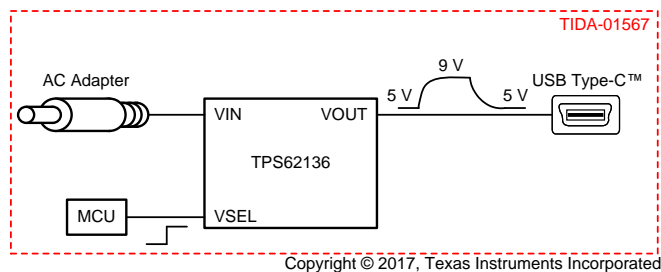 TIDA-01567
AC Adapter
9 V
5 V
5 V
USB Type-C™
VIN
VOUT
TPS62136
MCU
VSEL
Copyright © 2017, Texas Instruments Incorporated